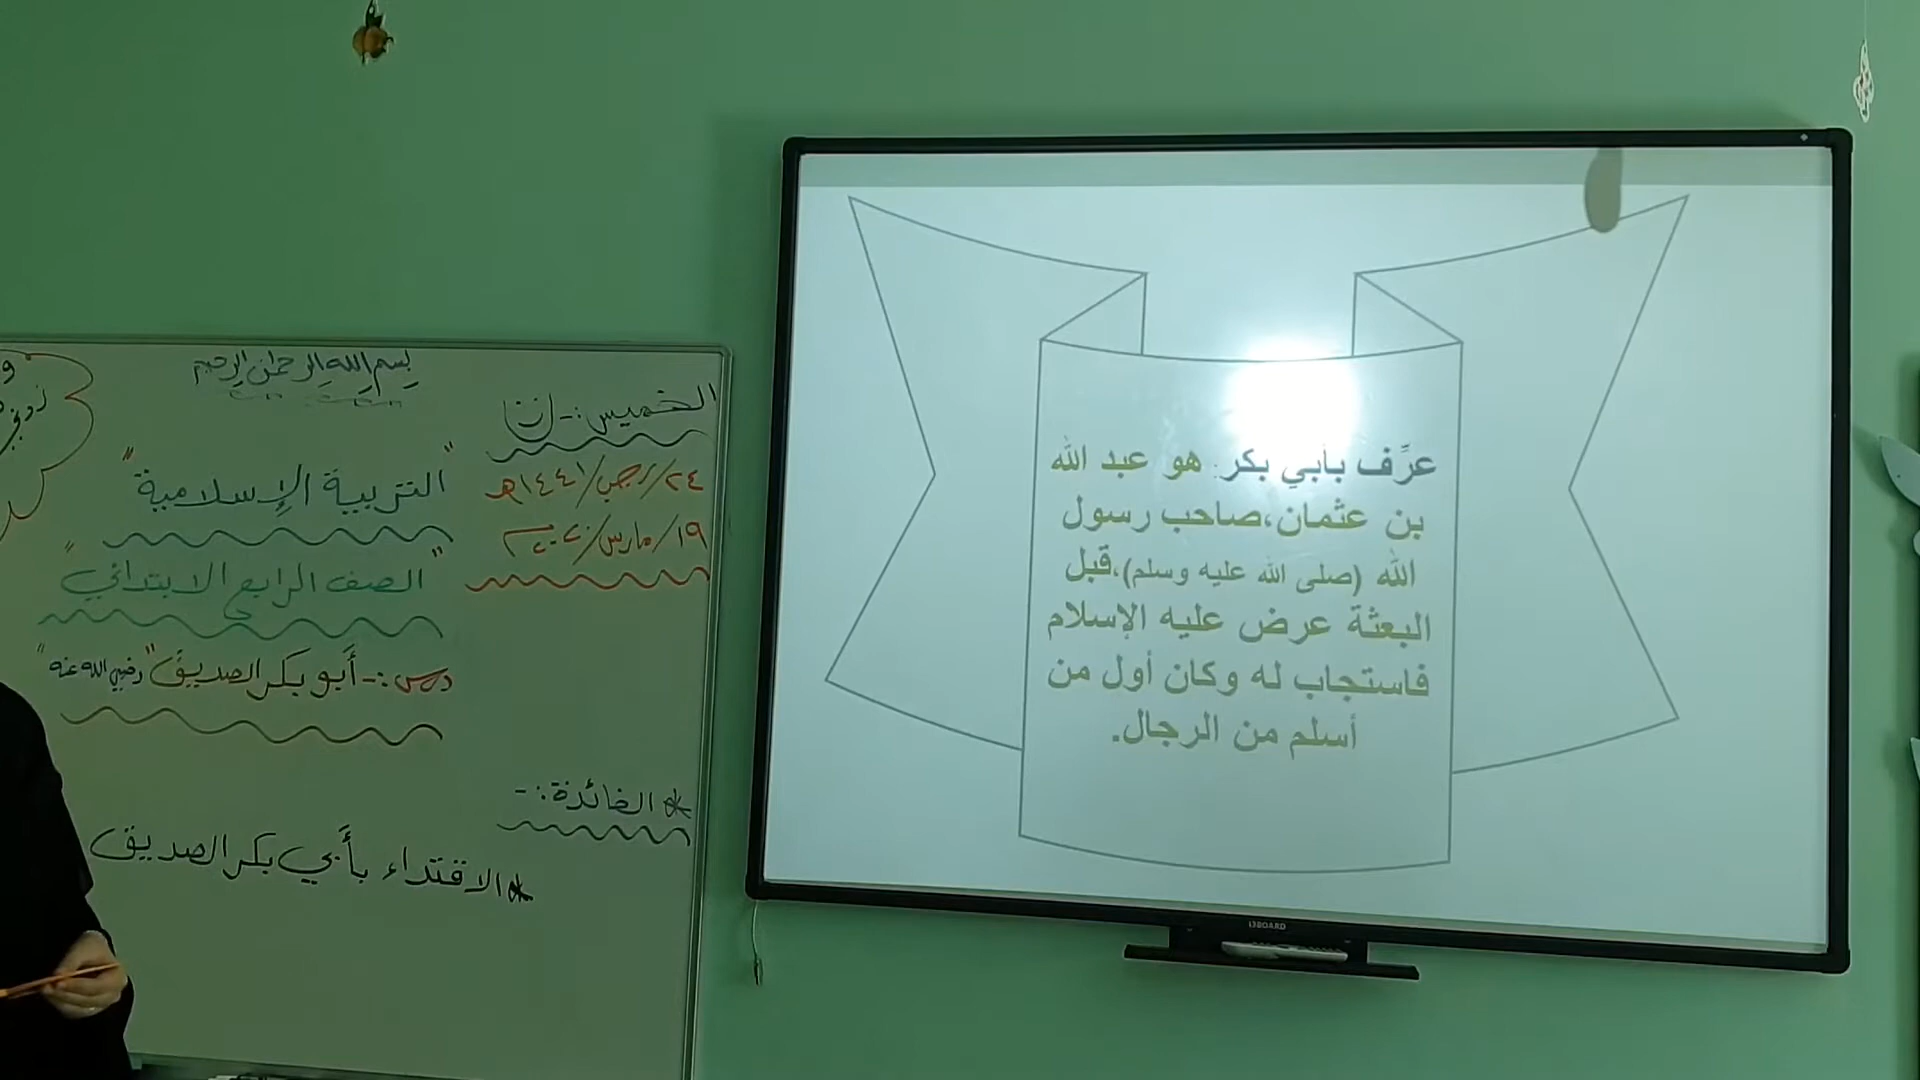 بسم الله الرحمن الرحيم
الخميس:-
٢٤/رجب/١٤٤١هـ
١٩/مارس/٢٠٢٠م
"التربية الإسلامية"
"الصف الرابع الابتدائي"
درس:- أبو بكر الصديق "رضي الله عنه"
* الفائدة:-
* الاقتداء بأبي بكر الصديق
عرِّف بأبي بكر: هو عبد الله
بن عثمان،صاحب رسول
الله (صلى الله عليه وسلم)،قبل
البعثة عرض عليه الإسلام
فاستجاب له وكان أول من
أسلم من الرجال.
i3BOARD